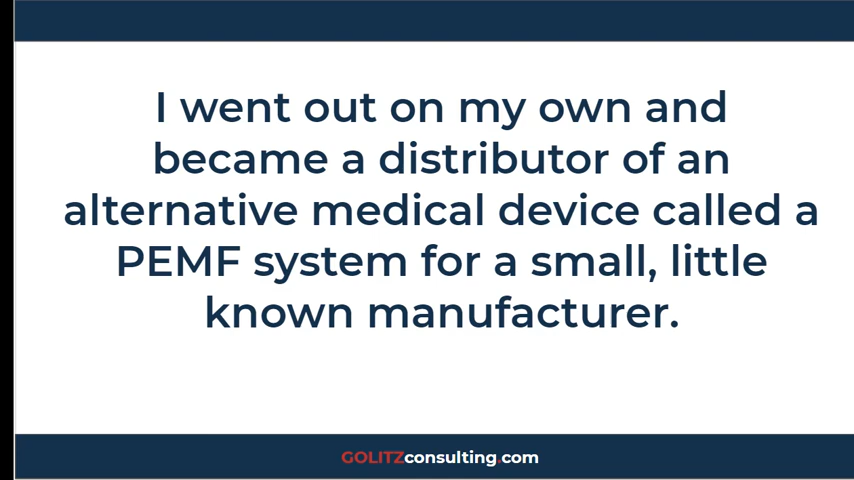 I went out on my own and
became a distributor of an
alternative medical device called a
PEMF system for a small, little
known manufacturer.
GOLITZconsulting.com